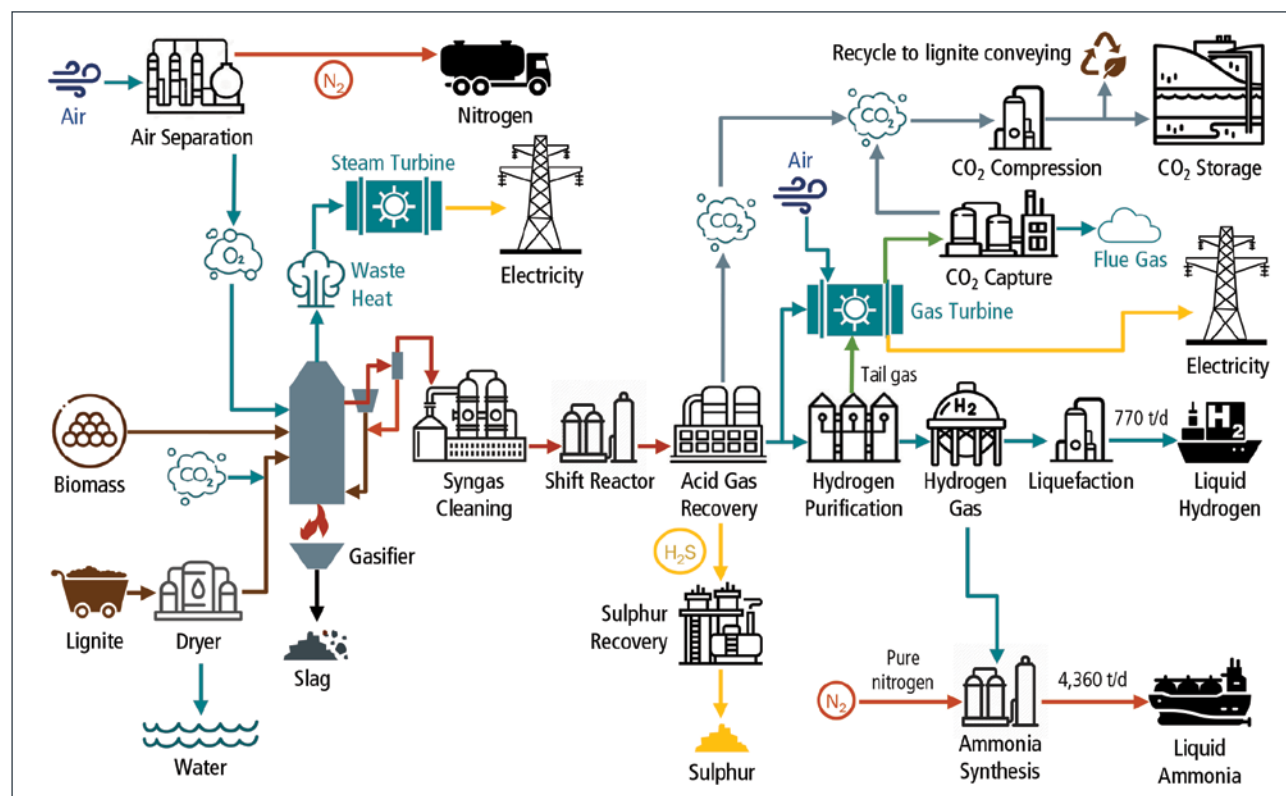 Air
Air Separation
N2
Nitrogen
Recycle to lignite conveying
CO2
CO2 Compression
CO2 Storage
Steam Turbine
Electricity
Air
CO2
CO2 Capture
Flue Gas
O2
Waste
Heat
Gas Turbine
Electricity
Tail gas
Biomass
CO2
Syngas
Cleaning
Shift Reactor
Acid Gas
Recovery
Hydrogen
Purification
H2
Hydrogen
Gas
Liquefaction
770 t/d
H2
Liquid
Hydrogen
Gasifier
Lignite
Dryer
Slag
Water
H2S
Sulphur
Recovery
Sulphur
N2
Pure
nitrogen
Ammonia
Synthesis
4,360 t/d
Liquid
Ammonia